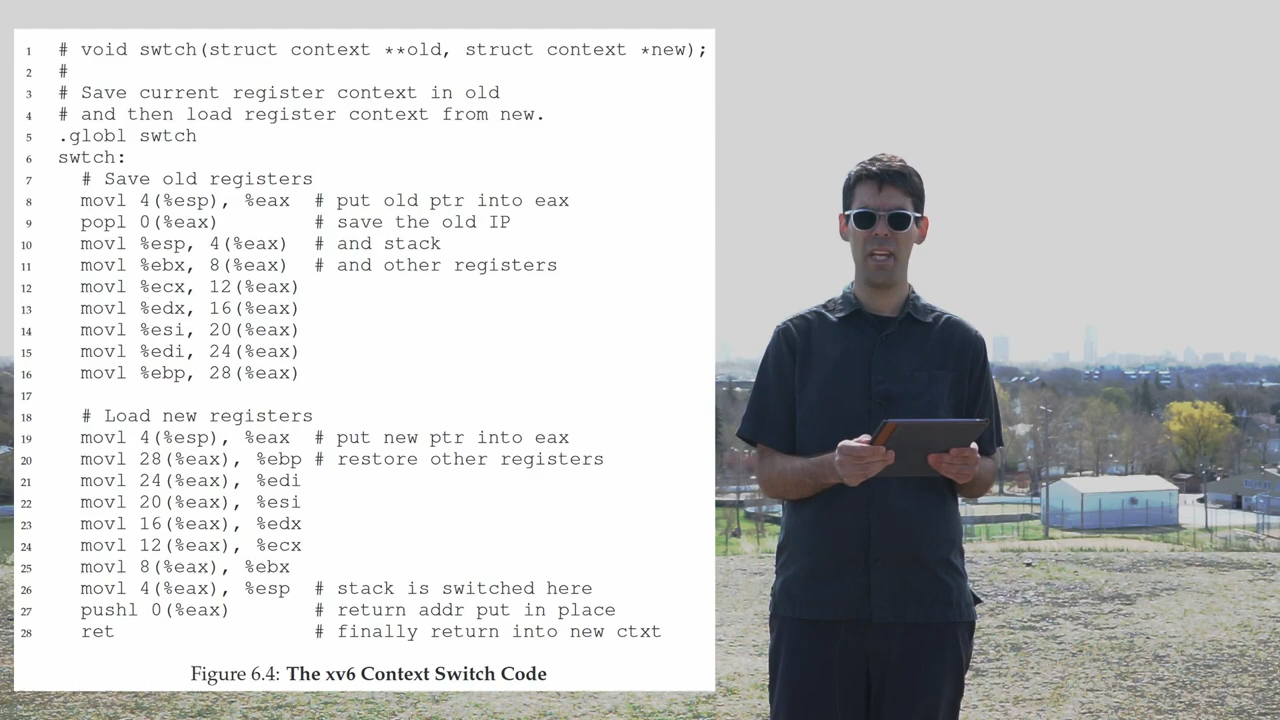 1 # void swtch(struct context **old, struct context *new);
2 #
3 # Save current register context in old
4 # and then load register context from new.
5 .globl swtch
6 swtch:
7 # Save old registers
8 movl 4(%esp), %eax # put old ptr into eax
9 popl 0(%eax) # save the old IP
10 movl %esp, 4(%eax) # and stack
11 movl %ebx, 8(%eax) # and other registers
12 movl %ecx, 12(%eax)
13 movl %edx, 16(%eax)
14 movl %esi, 20(%eax)
15 movl %edi, 24(%eax)
16 movl %ebp, 28(%eax)
17
18 # Load new registers
19 movl 4(%esp), %eax # put new ptr into eax
20 movl 28(%eax), %ebp # restore other registers
21 movl 24(%eax), %edi
22 movl 20(%eax), %esi
23 movl 16(%eax), %edx
24 movl 12(%eax), %ecx
25 movl 8(%eax), %ebx
26 movl 4(%eax), %esp # stack is switched here
27 pushl 0(%eax) # return addr put in place
28 ret # finally return into new ctxt
Figure 6.4: The xv6 Context Switch Code